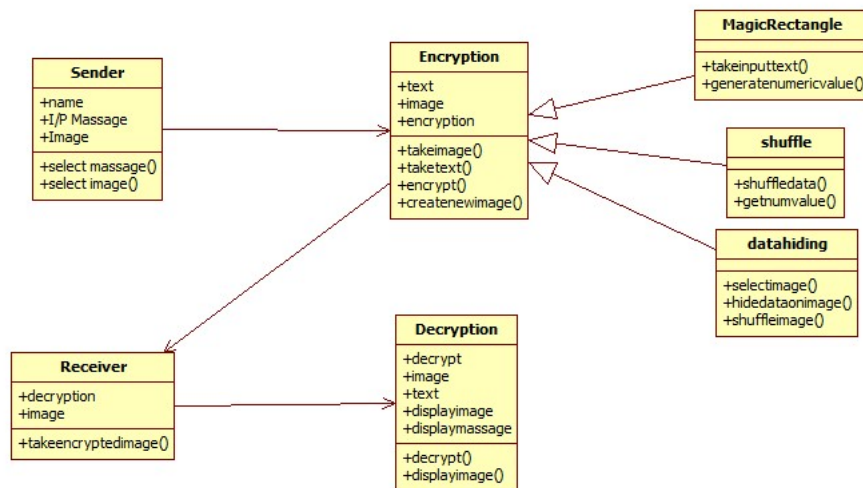 Sender
+name
+I/P Massage
+Image
+select massage()
+select image()
Encryption
+text
+image
+encryption
+takeimage()
+taketext()
+encrypt()
+createnewimage()
MagicRectangle
+takeinputtext()
+generatenumericvalue()
shuffle
+shuffledata()
+getnumvalue()
datahiding
+selectimage()
+hidedataonimage()
+shuffleimage()
Receiver
+decryption
+image
+takeencryptedimage()
Decryption
+decrypt
+image
+text
+displayimage
+displaymassage
+decrypt()
+displayimage()